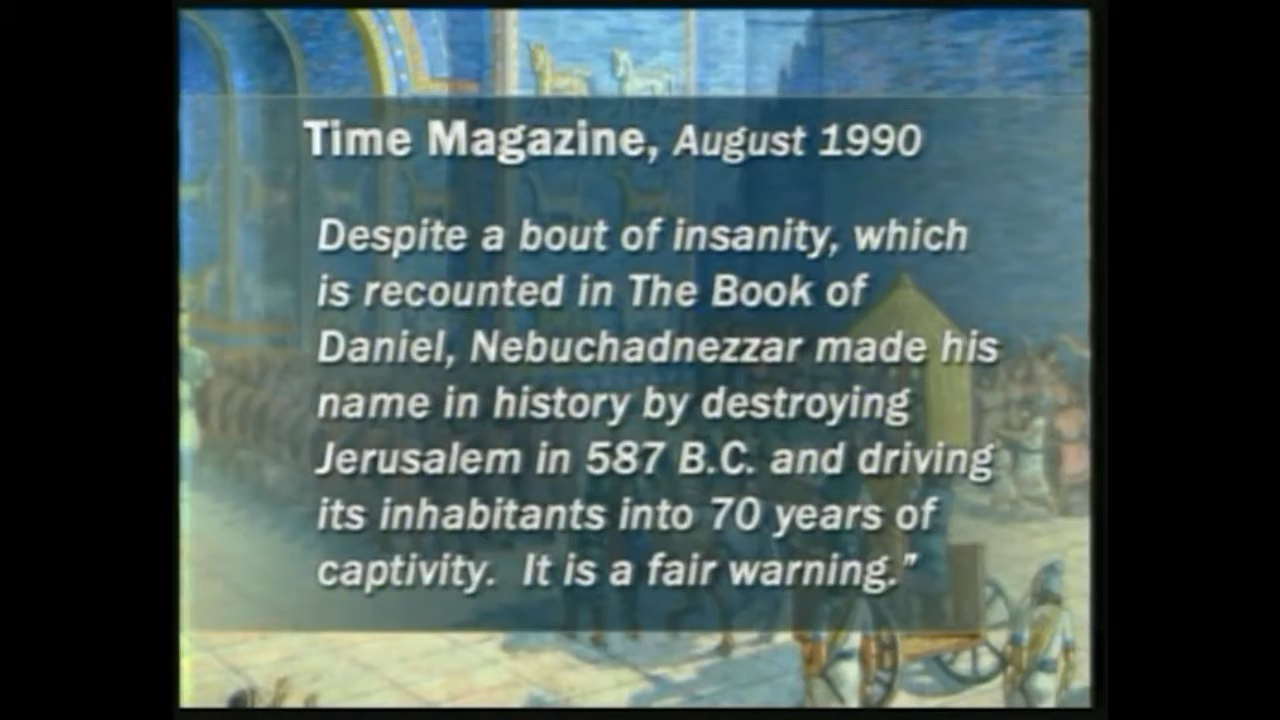 Time Magazine, August 1990
Despite a bout of insanity, which
is recounted in The Book of
Daniel, Nebuchadnezzar made his
name in history by destroying
Jerusalem in 587 B.C. and driving
its inhabitants into 70 years of
captivity.  It is a fair warning.”